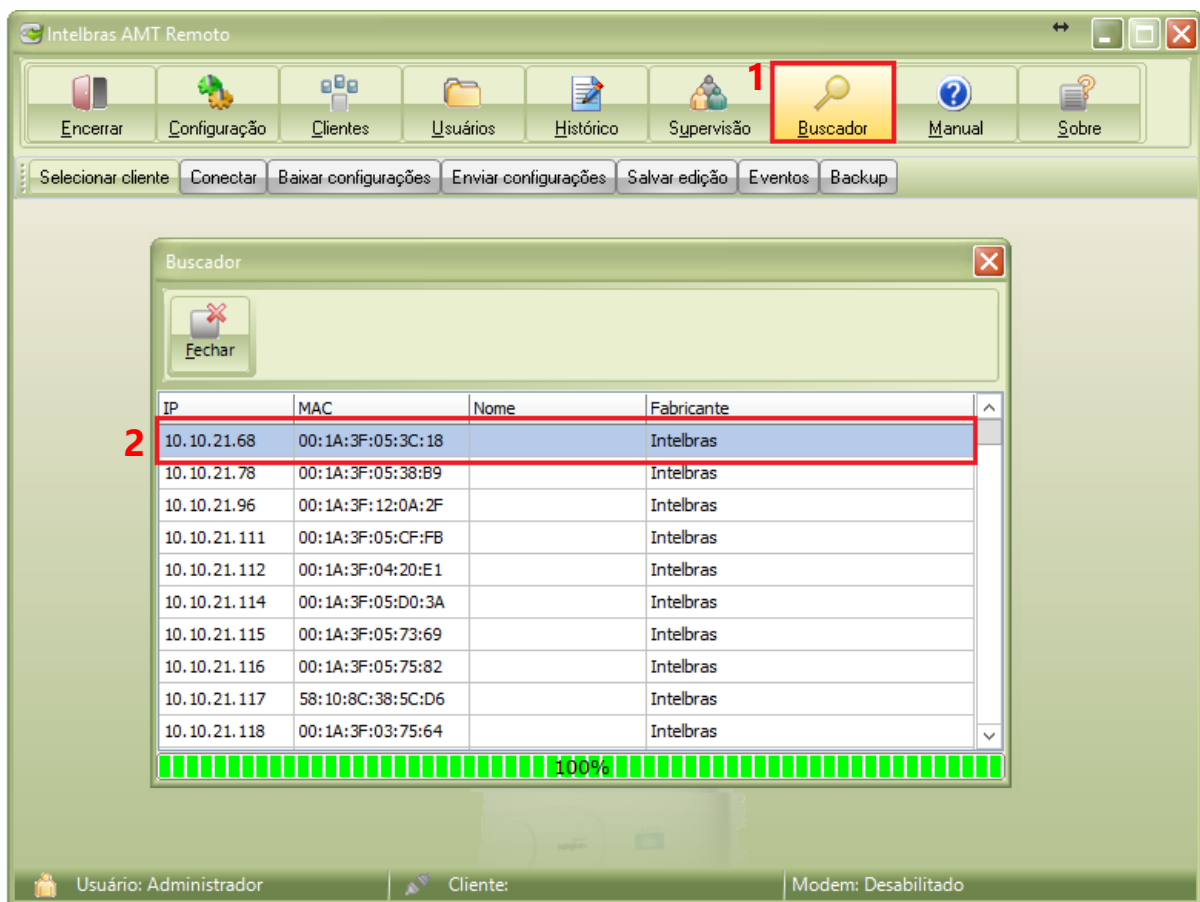 Intelbras AMT Remoto
1
Encerrar Configuração Clientes Usuários Histórico Supervisão Buscador Manual Sobre
Selecionar cliente Conectar Baixar configurações Enviar configurações Salvar edição Eventos Backup
Buscador
Fechar
IP MAC Nome Fabricante
2
10.10.21.68 00:1A:3F:05:3C:18 Intelbras
10.10.21.78 00:1A:3F:05:38:B9 Intelbras
10.10.21.96 00:1A:3F:12:0A:2F Intelbras
10.10.21.111 00:1A:3F:05:CF:FB Intelbras
10.10.21.112 00:1A:3F:04:20:E1 Intelbras
10.10.21.114 00:1A:3F:05:D0:3A Intelbras
10.10.21.115 00:1A:3F:05:73:69 Intelbras
10.10.21.116 00:1A:3F:05:75:82 Intelbras
10.10.21.117 58:10:8C:38:5C:D6 Intelbras
10.10.21.118 00:1A:3F:03:75:64 Intelbras
100%
Usuário: Administrador Cliente: Modem: Desabilitado